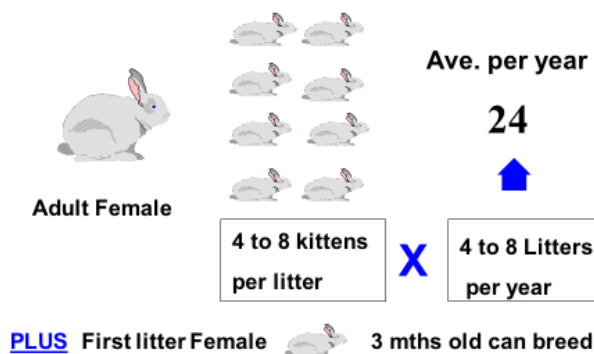 Ave. per year
24
Adult Female
4 to 8 kittens
per litter
X
4 to 8 Litters
per year
PLUS First litter Female 3 mths old can breed